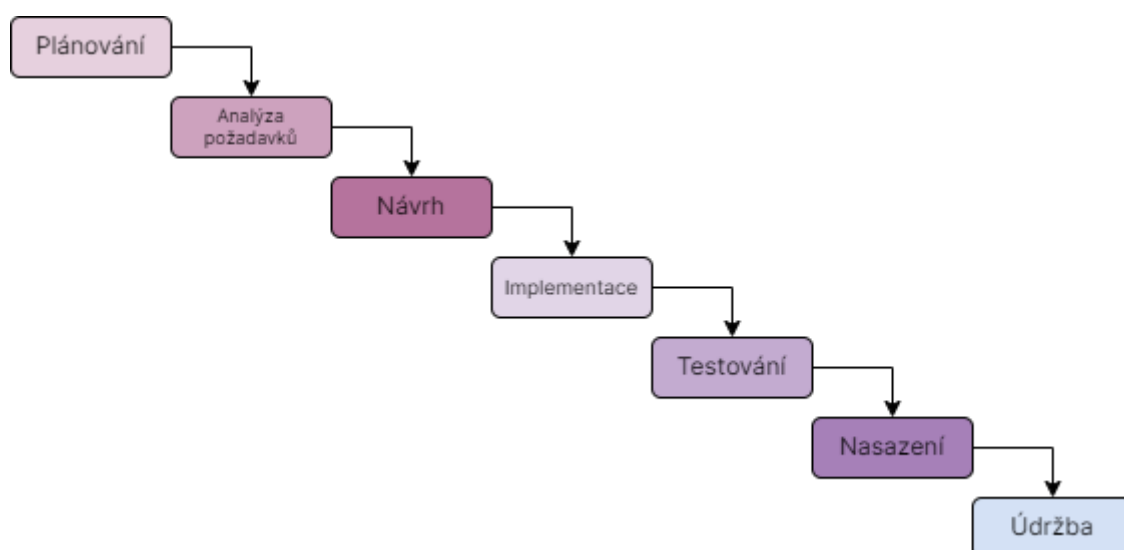 Plánování
Analýza
požadavků
Návrh
Implementace
Testování
Nasazení
Údržba